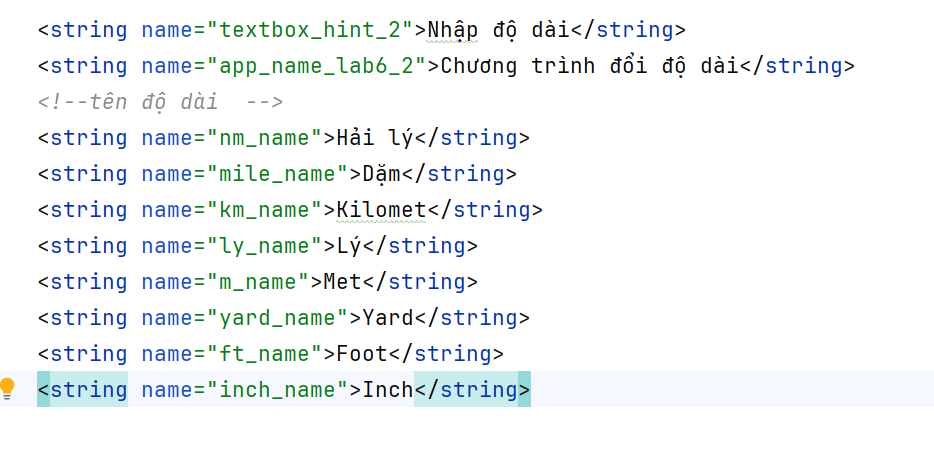 <string name="textbox_hint_2">Nhập độ dài</string>
<string name="app_name_lab6_2">Chương trình đổi độ dài</string>
<!--tên độ dài  -->
<string name="nm_name">Hải lý</string>
<string name="mile_name">Dặm</string>
<string name="km_name">Kilomet</string>
<string name="ly_name">Lý</string>
<string name="m_name">Met</string>
<string name="yard_name">Yard</string>
<string name="ft_name">Foot</string>
<string name="inch_name">Inch</string>